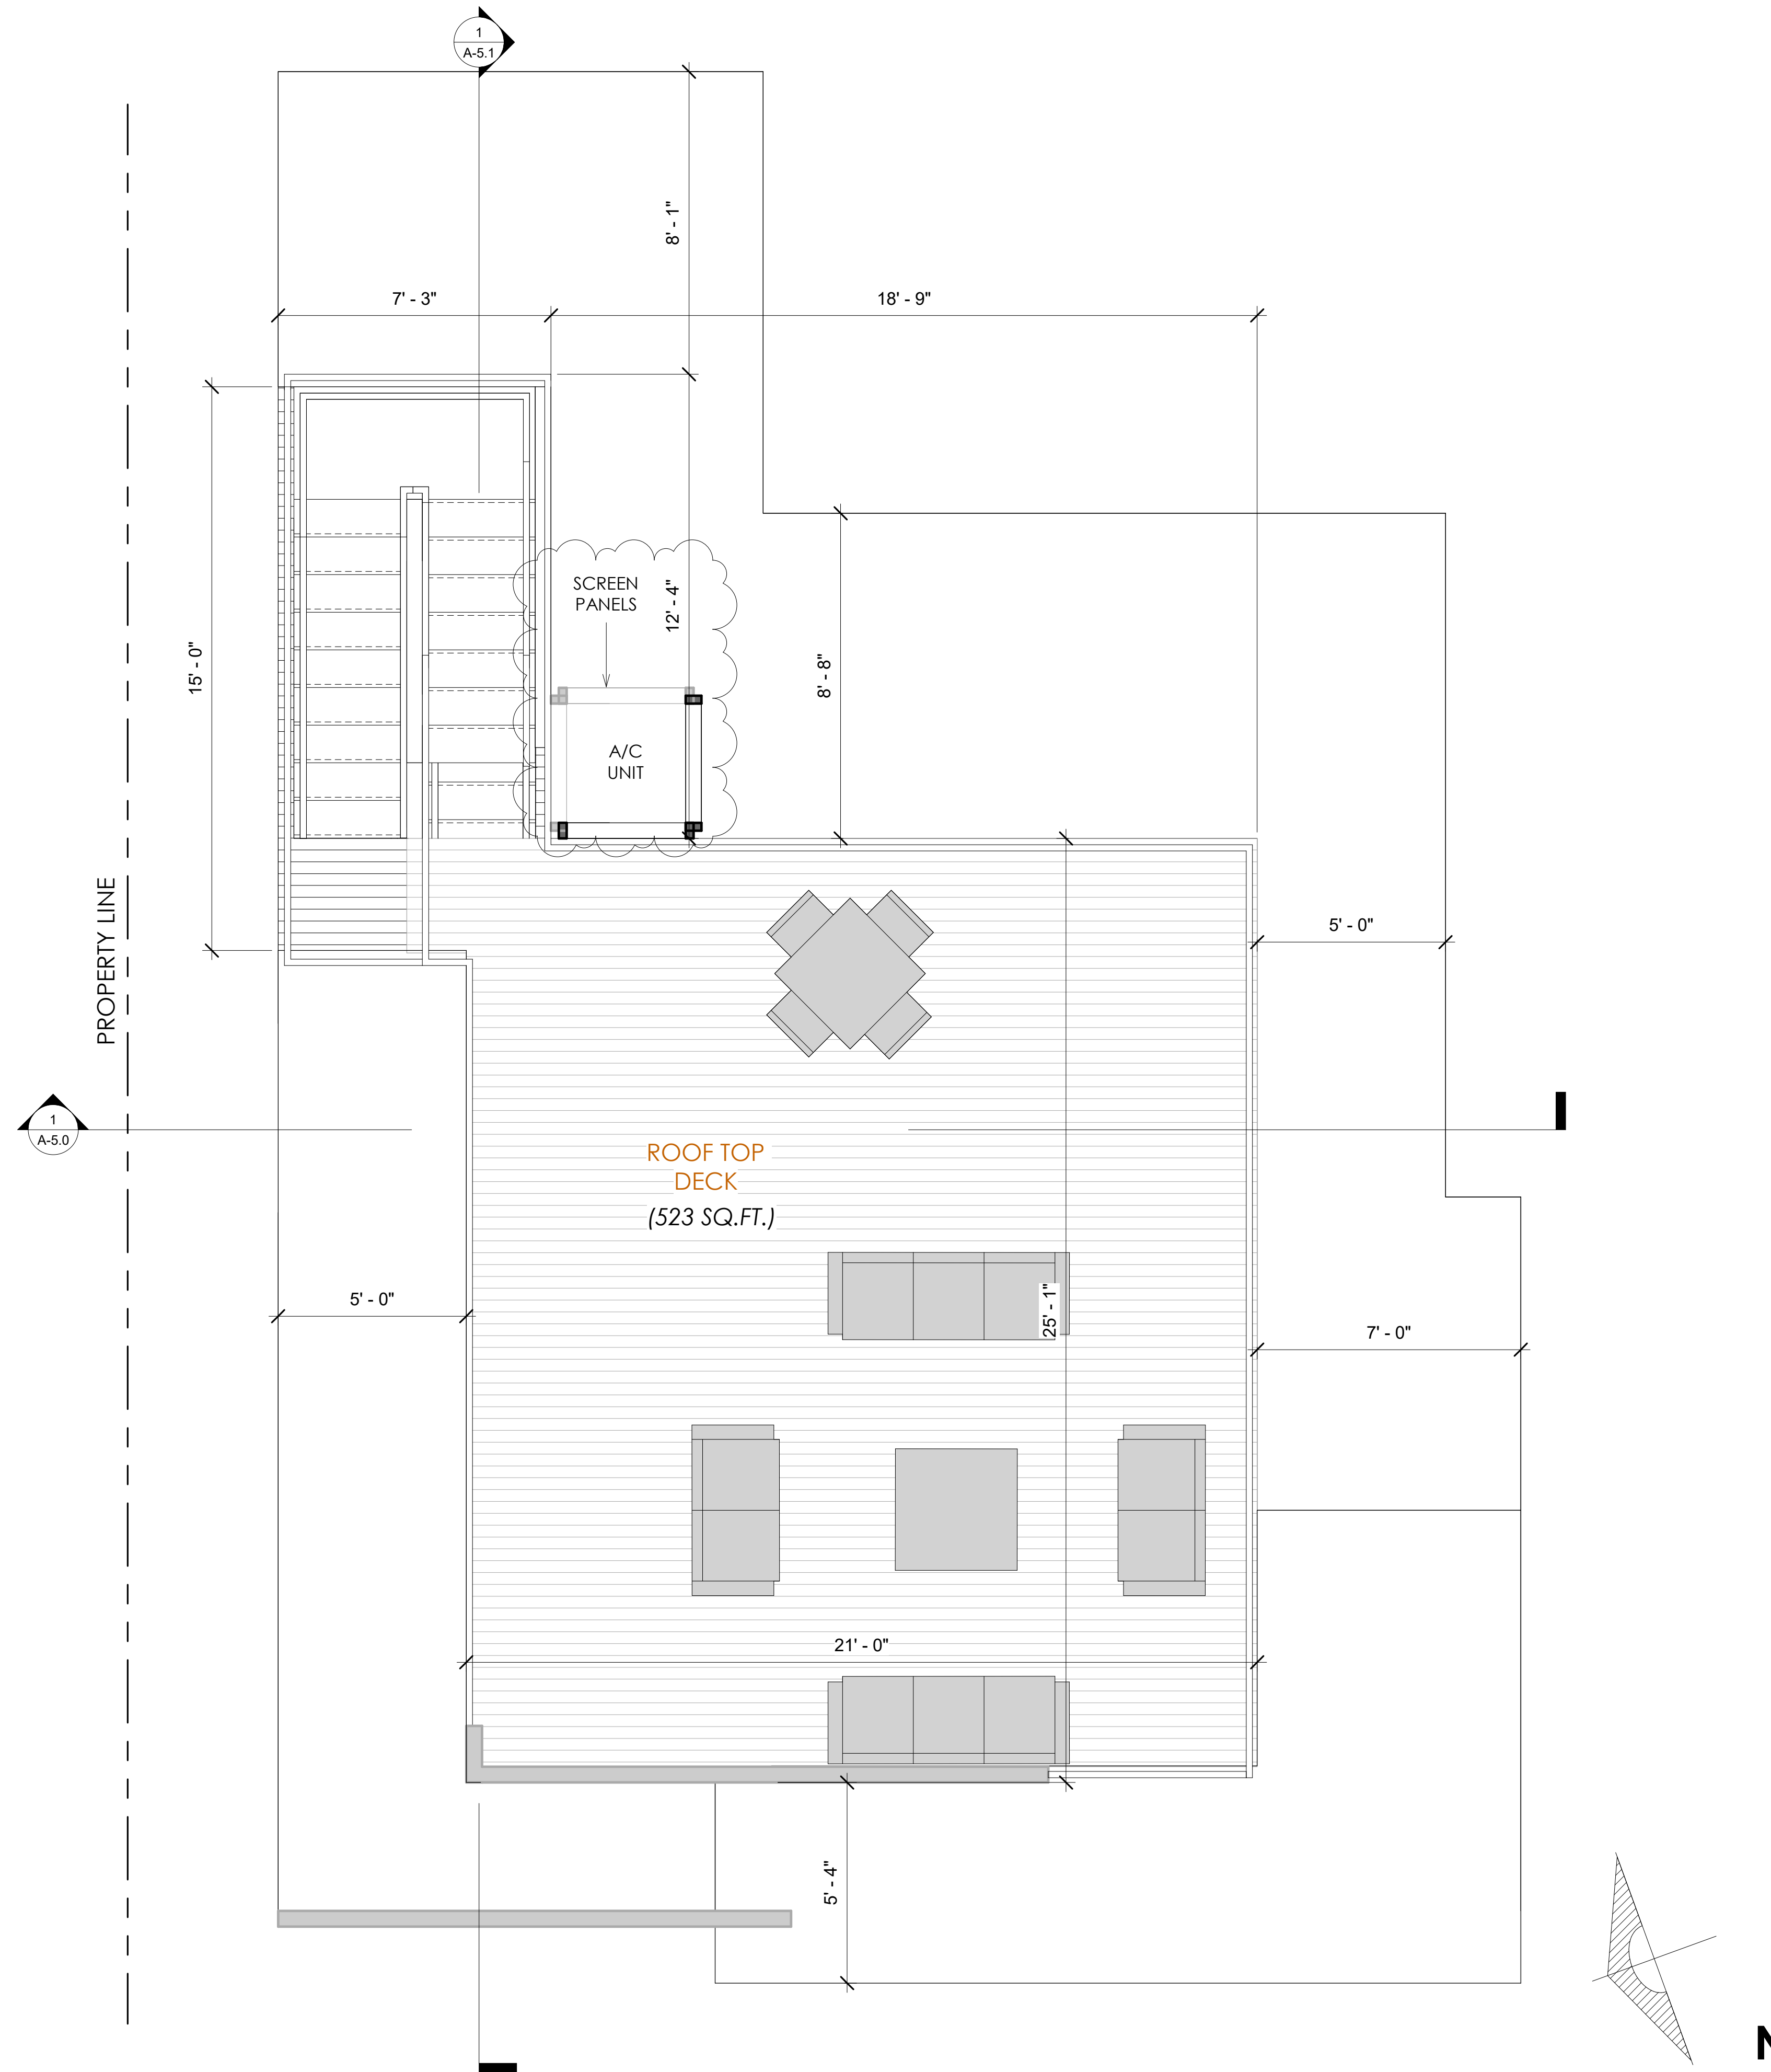 1
A-5.1
8' - 1"
7' - 3"
18' - 9"
SCREEN
PANELS
12' - 4"
15' - 0"
8' - 8"
A/C
UNIT
PROPERTY LINE
5' - 0"
1
A-5.0
ROOF TOP
DECK
(523 SQ.FT.)
5' - 0"
25' - 1"
7' - 0"
21' - 0"
5' - 4"
N